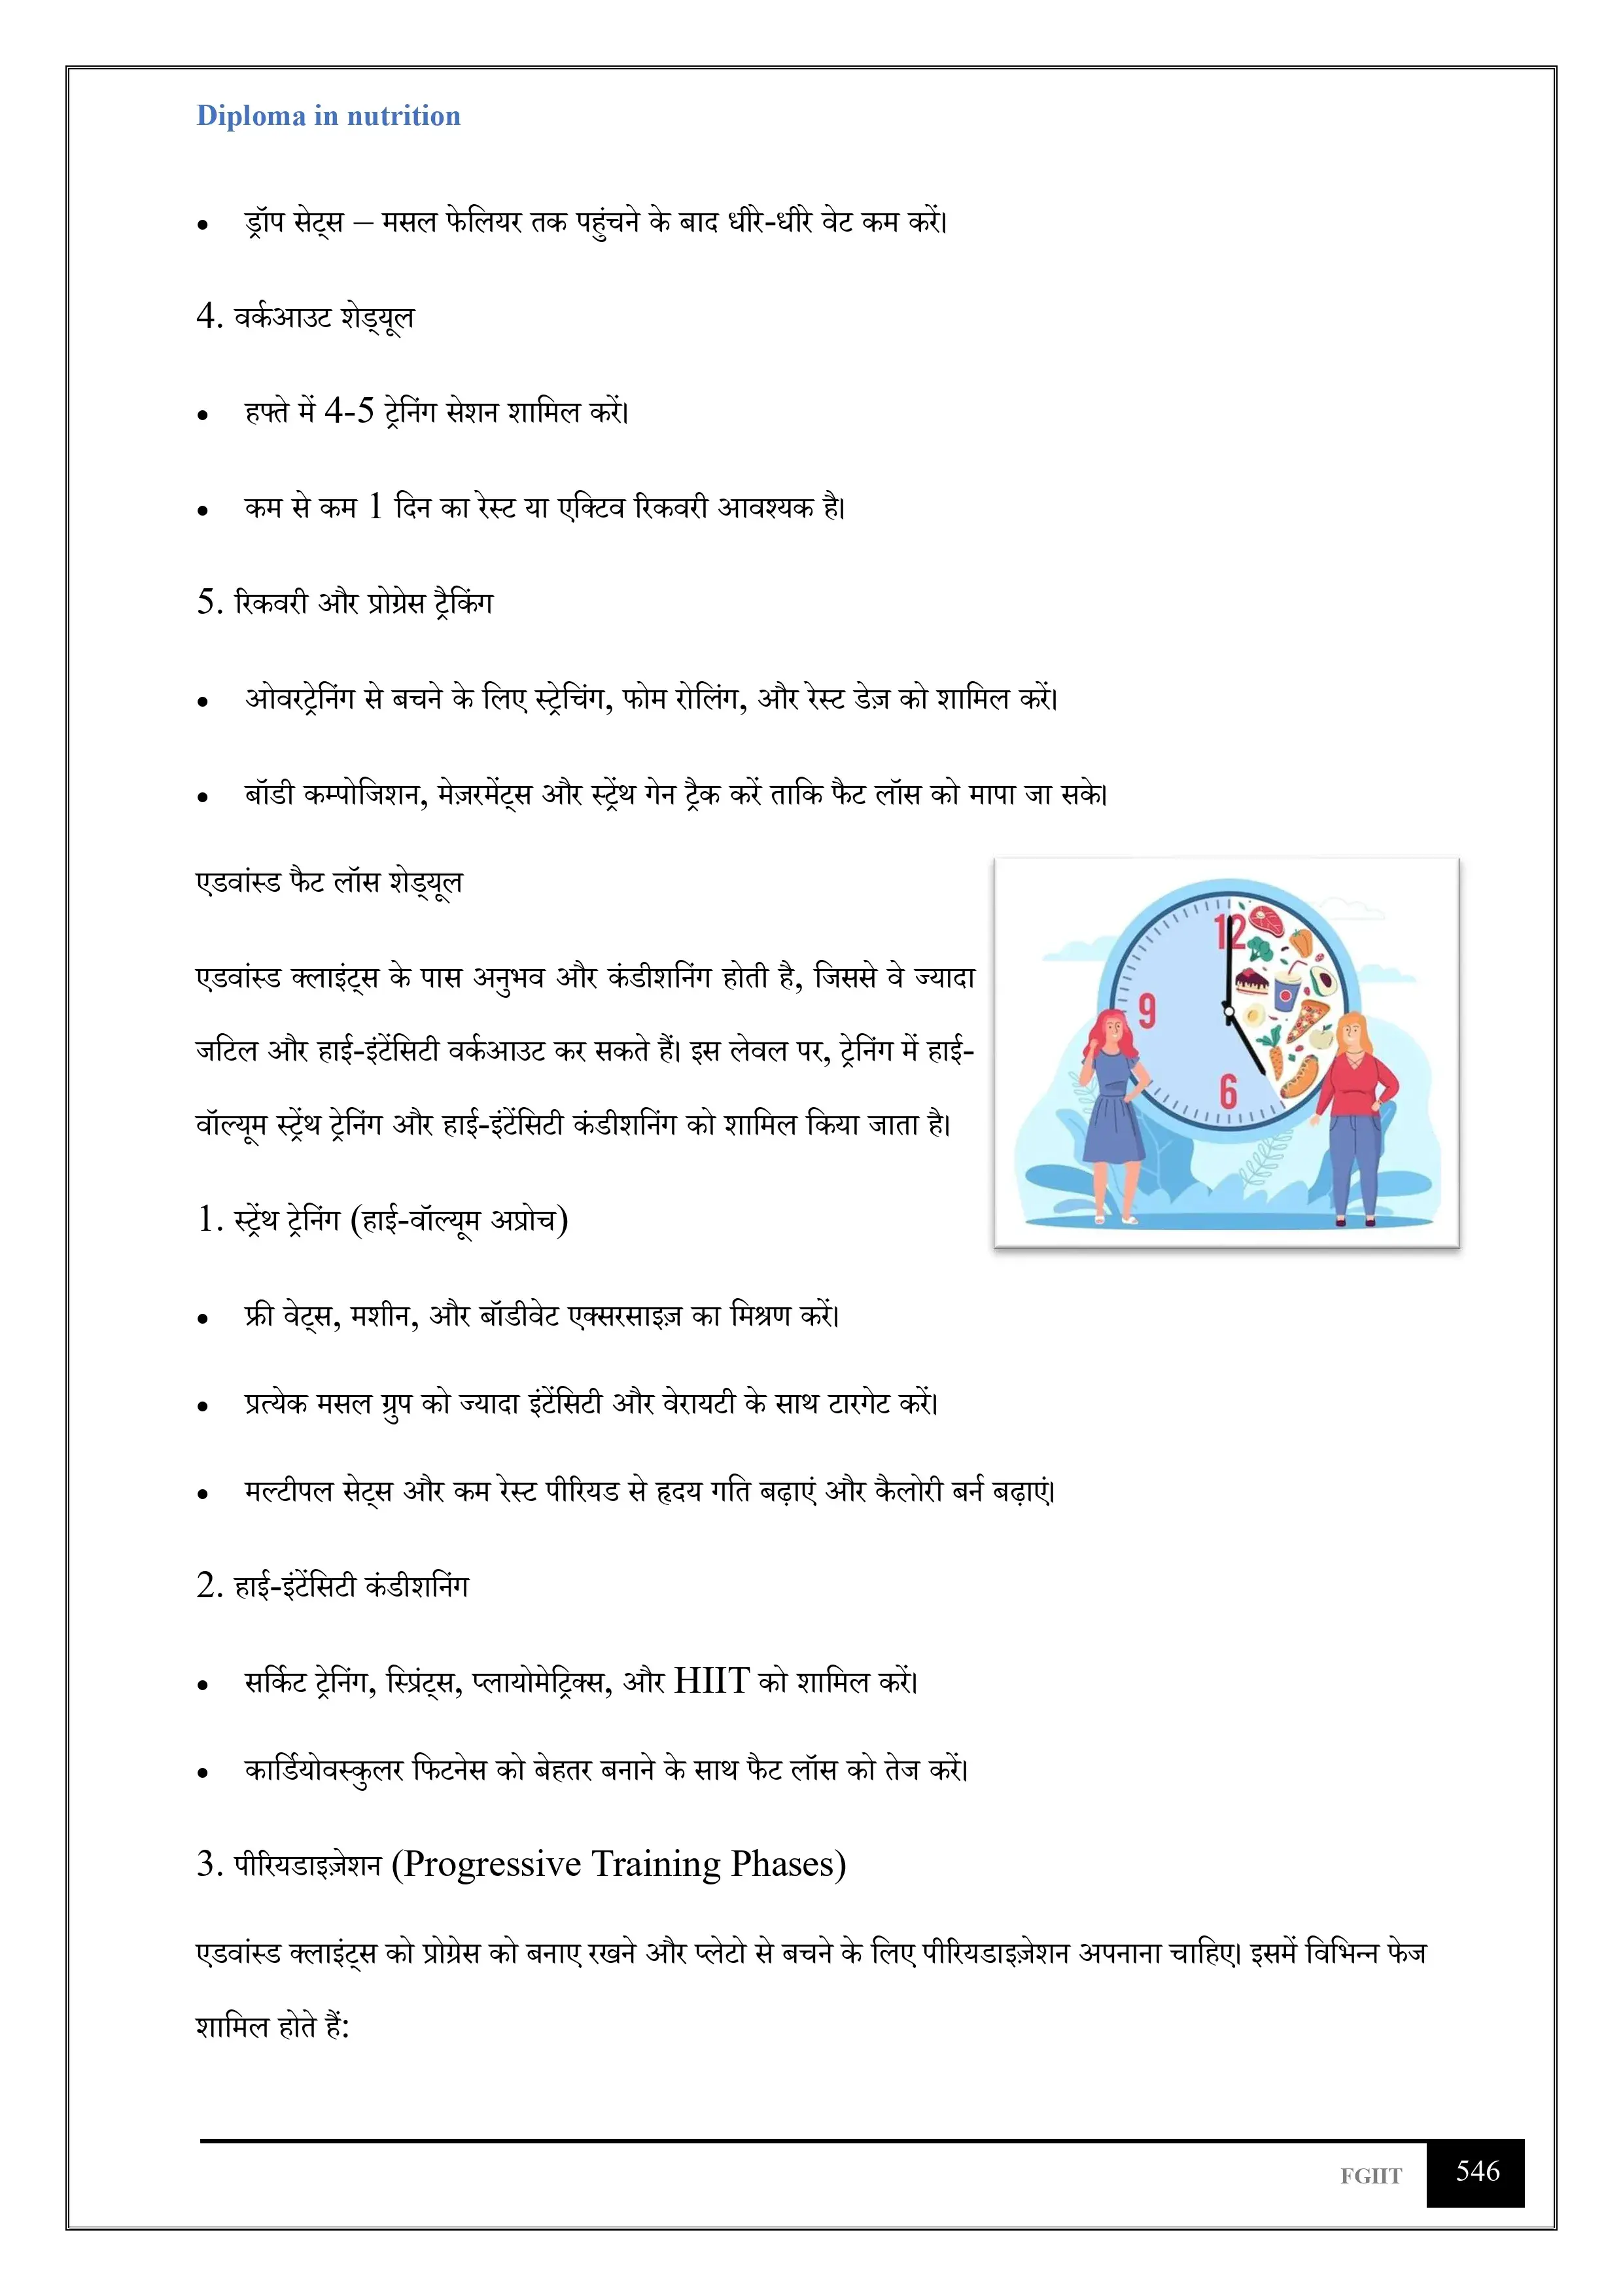 Diploma in nutrition
• ड्रॉप सेट्स – मसल फेलियर तक पहुंचने के बाद धीरे-धीरे वेट कम करें।
4. वर्कआउट शेड्यूल
• हफ्ते में 4-5 ट्रेनिंग सेशन शामिल करें।
• कम से कम 1 दिन का रेस्ट या एक्टिव रिकवरी आवश्यक है।
5. रिकवरी और प्रोग्रेस ट्रैकिंग
• ओवरट्रेनिंग से बचने के लिए स्ट्रेचिंग, फोम रोलिंग, और रेस्ट डेज़ को शामिल करें।
• बॉडी कम्पोजिशन, मेज़रमेंट्स और स्ट्रेंथ गेन ट्रैक करें ताकि फैट लॉस को मापा जा सके।
एडवांस्ड फैट लॉस शेड्यूल
एडवांस्ड क्लाइंट्स के पास अनुभव और कंडीशनिंग होती है, जिससे वे ज्यादा
जटिल और हाई-इंटेंसिटी वर्कआउट कर सकते हैं। इस लेवल पर, ट्रेनिंग में हाई-
वॉल्यूम स्ट्रेंथ ट्रेनिंग और हाई-इंटेंसिटी कंडीशनिंग को शामिल किया जाता है।
12
9
6
1. स्ट्रेंथ ट्रेनिंग (हाई-वॉल्यूम अप्रोच)
• फ्री वेट्स, मशीन, और बॉडीवेट एक्सरसाइज़ का मिश्रण करें।
• प्रत्येक मसल ग्रुप को ज्यादा इंटेंसिटी और वेरायटी के साथ टारगेट करें।
• मल्टीपल सेट्स और कम रेस्ट पीरियड से हृदय गति बढ़ाएं और कैलोरी बर्न बढ़ाएं।
2. हाई-इंटेंसिटी कंडीशनिंग
• सर्किट ट्रेनिंग, स्प्रिंट्स, प्लायोमेट्रिक्स, और HIIT को शामिल करें।
• कार्डियोवस्कुलर फिटनेस को बेहतर बनाने के साथ फैट लॉस को तेज करें।
3. पीरियडाइज़ेशन (Progressive Training Phases)
एडवांस्ड क्लाइंट्स को प्रोग्रेस को बनाए रखने और प्लेटो से बचने के लिए पीरियडाइज़ेशन अपनाना चाहिए। इसमें विभिन्न फेज
शामिल होते हैं:
FGIIT 546